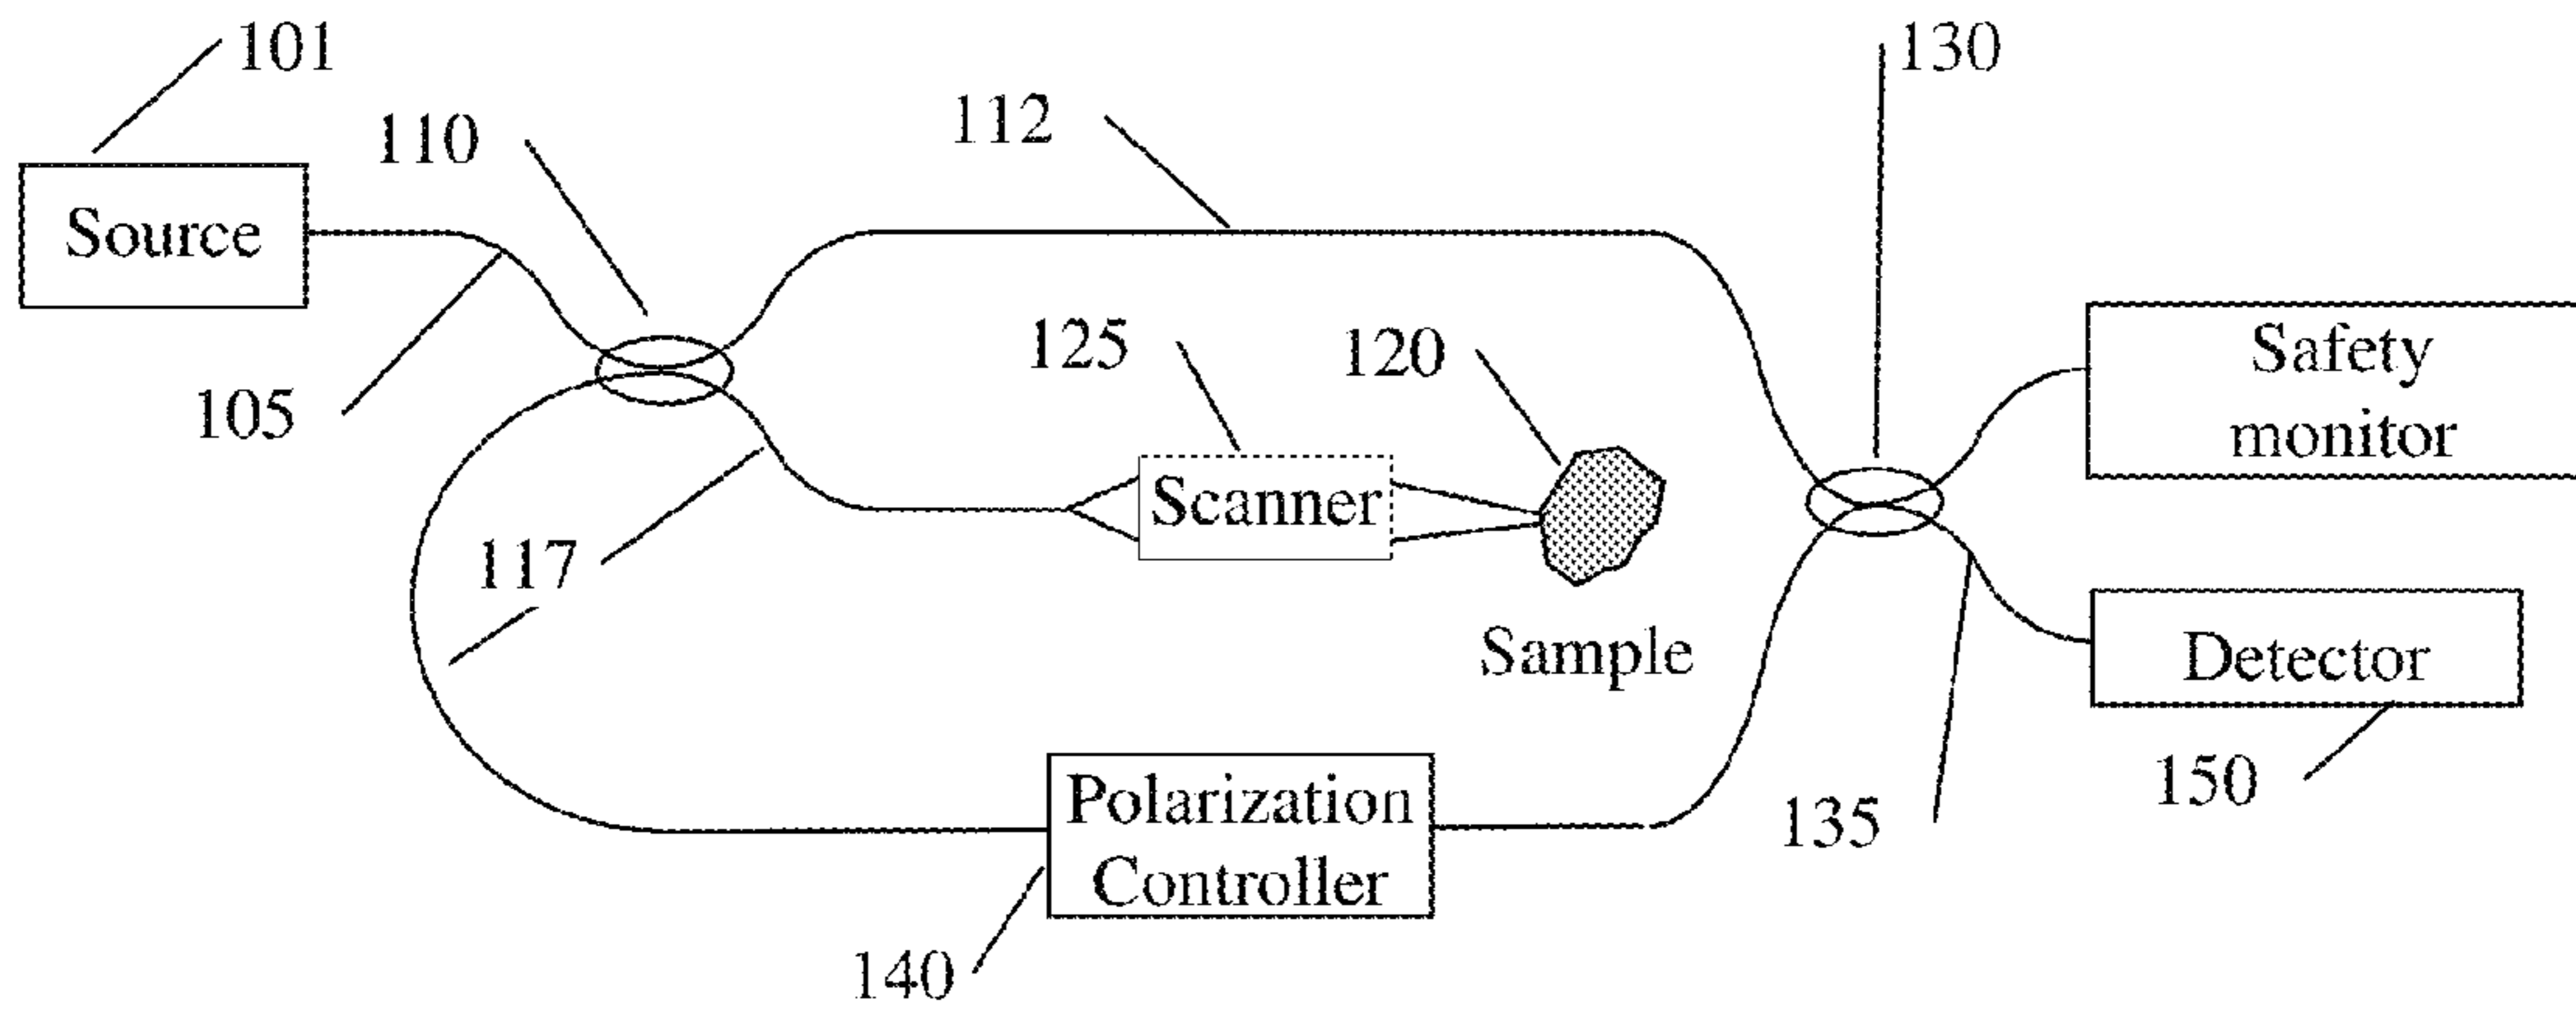 101
130
110
112
Source
125
120
Safety
monitor
105
Scanner
117
Sample
Detector
Polarization
Controller
135
150
140